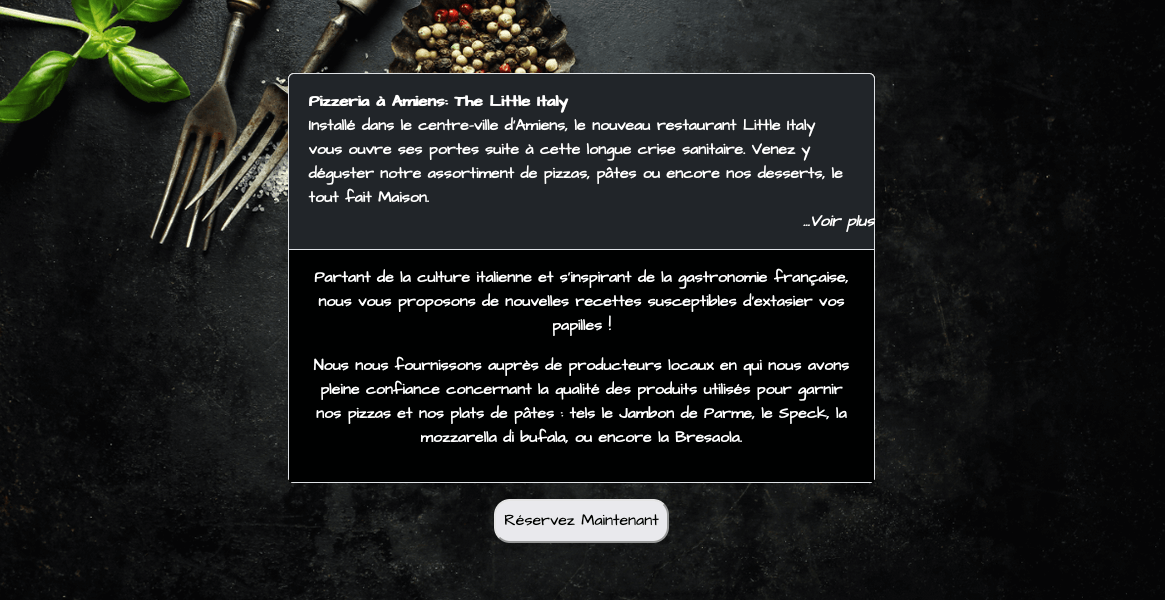 Pizzeria à Amiens: The Little Italy
Installé dans le centre-ville d'Amiens, le nouveau restaurant Little Italy
vous ouvre ses portes suite à cette longue crise sanitaire. Venez y
déguster notre assortiment de pizzas, pâtes ou encore nos desserts, le
tout fait Maison.
...Voir plus
Partant de la culture italienne et s'inspirant de la gastronomie française,
nous vous proposons de nouvelles recettes susceptibles d'extasier vos
papilles !
Nous nous fournissons auprès de producteurs locaux en qui nous avons
pleine confiance concernant la qualité des produits utilisés pour garnir
nos pizzas et nos plats de pâtes : tels le Jambon de Parme, le Speck, la
mozzarella di bufala, ou encore la Bresaola.
Réservez Maintenant